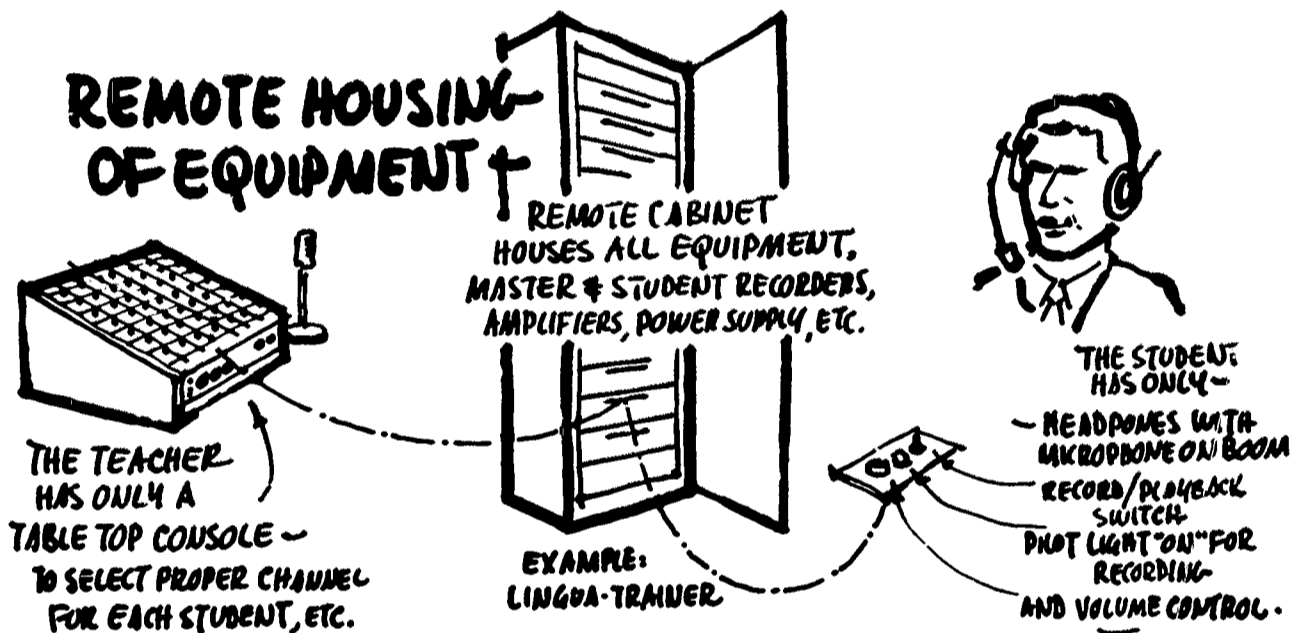 REMOTE HOUSING
OF EQUIPMENT
REMOTE CABINET
HOUSES ALL EQUIPMENT,
MASTER & STUDENT RECORDERS,
AMPLIFIERS, POWER SUPPLY, ETC.
THE TEACHER
HAS ONLY A
TABLE TOP CONSOLE –
TO SELECT PROPER CHANNEL
FOR EACH STUDENT, ETC.
EXAMPLE:
LINGUA-TRAINER
THE STUDENT
HAS ONLY –
– HEADPONES WITH
MICROPDONE ON BOOM
RECORD/PLAYBACK
SWITCH
PILOT LIGHT "ON" FOR
RECORDING
AND VOLUME CONTROL.